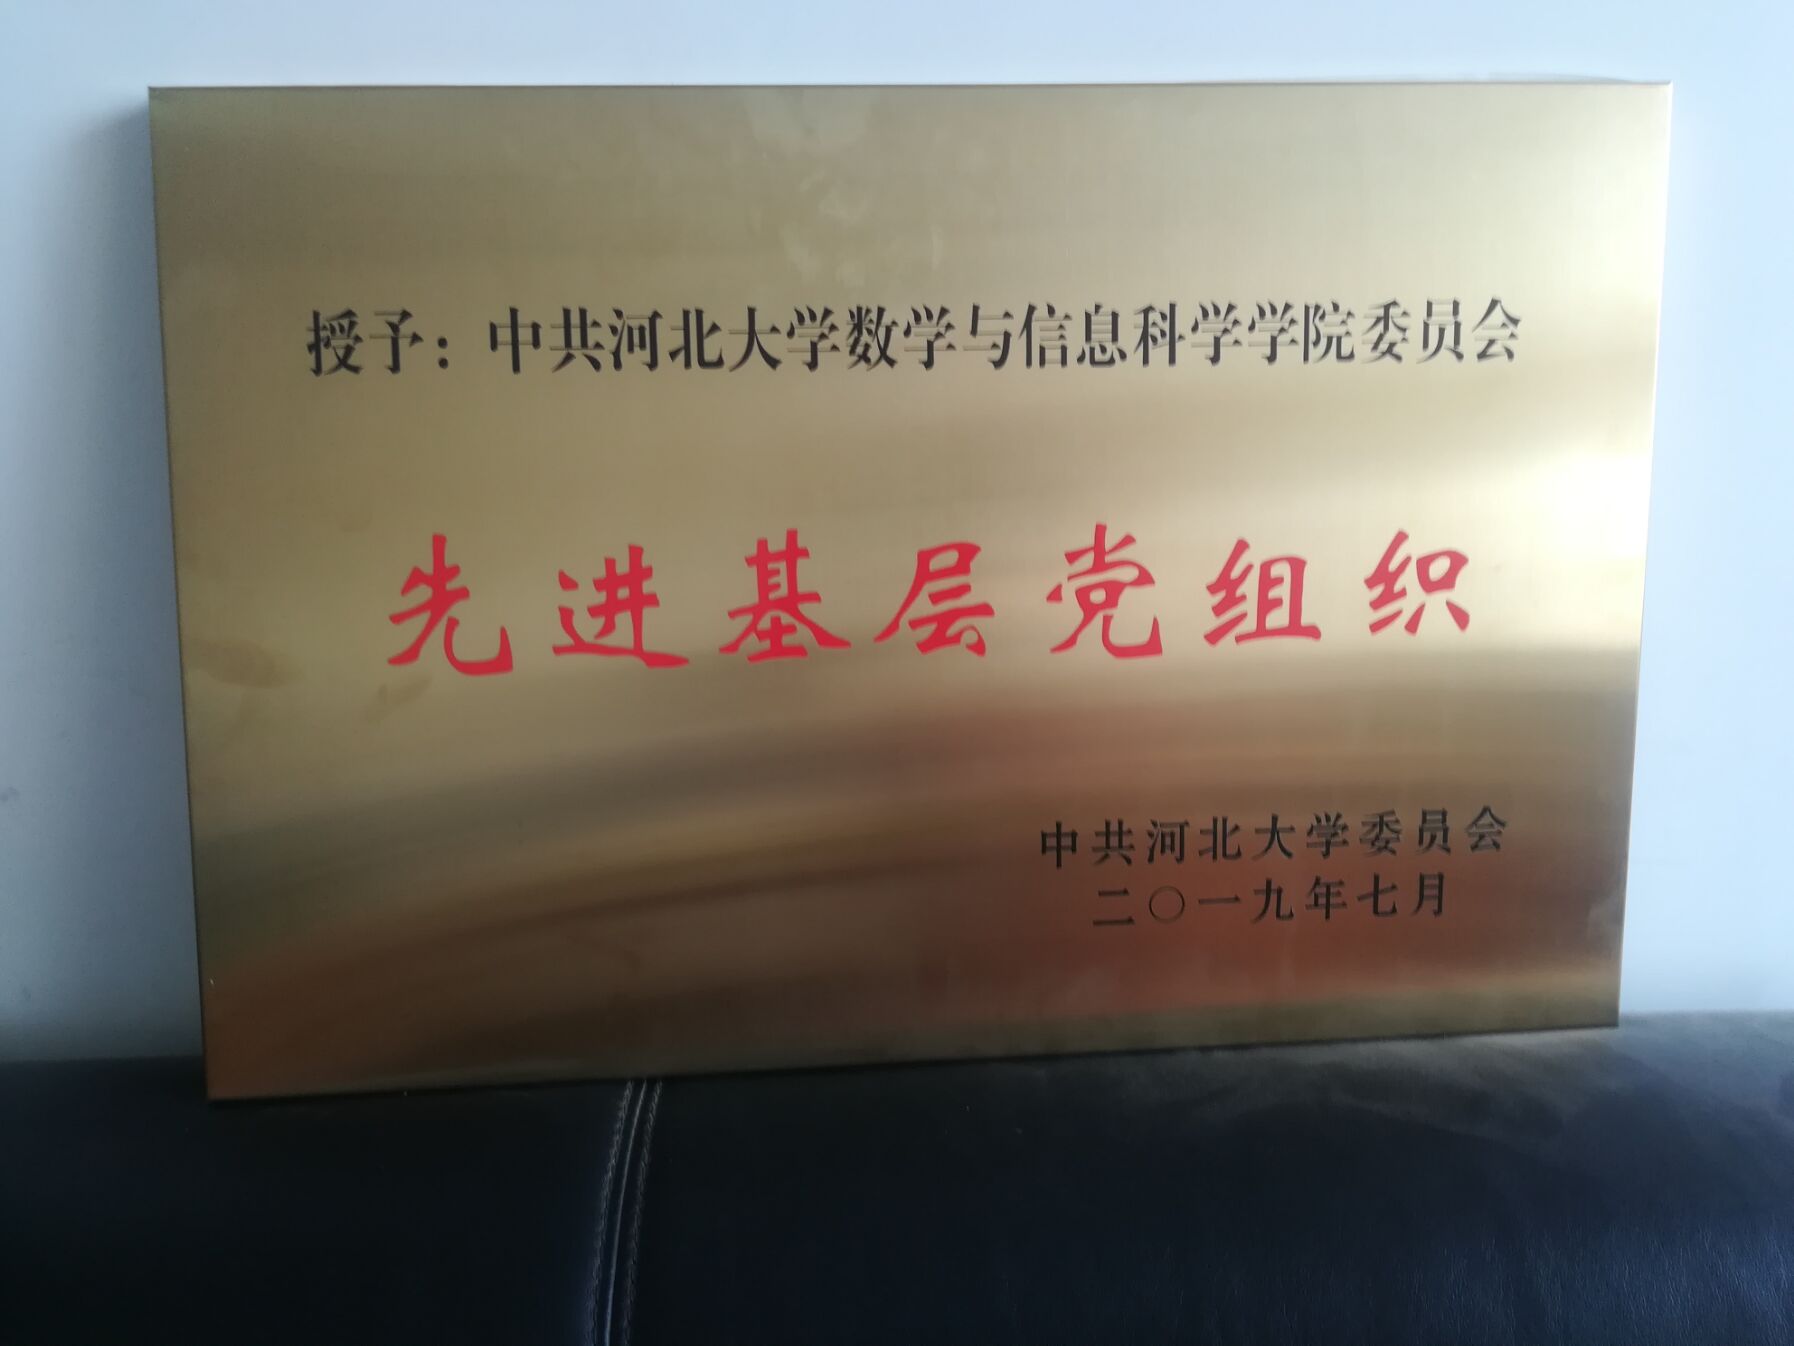 授予：中共河北大学数学与信息科学学院委员会
先进基层党组织
中共河北大学委员会
二〇一九年七月